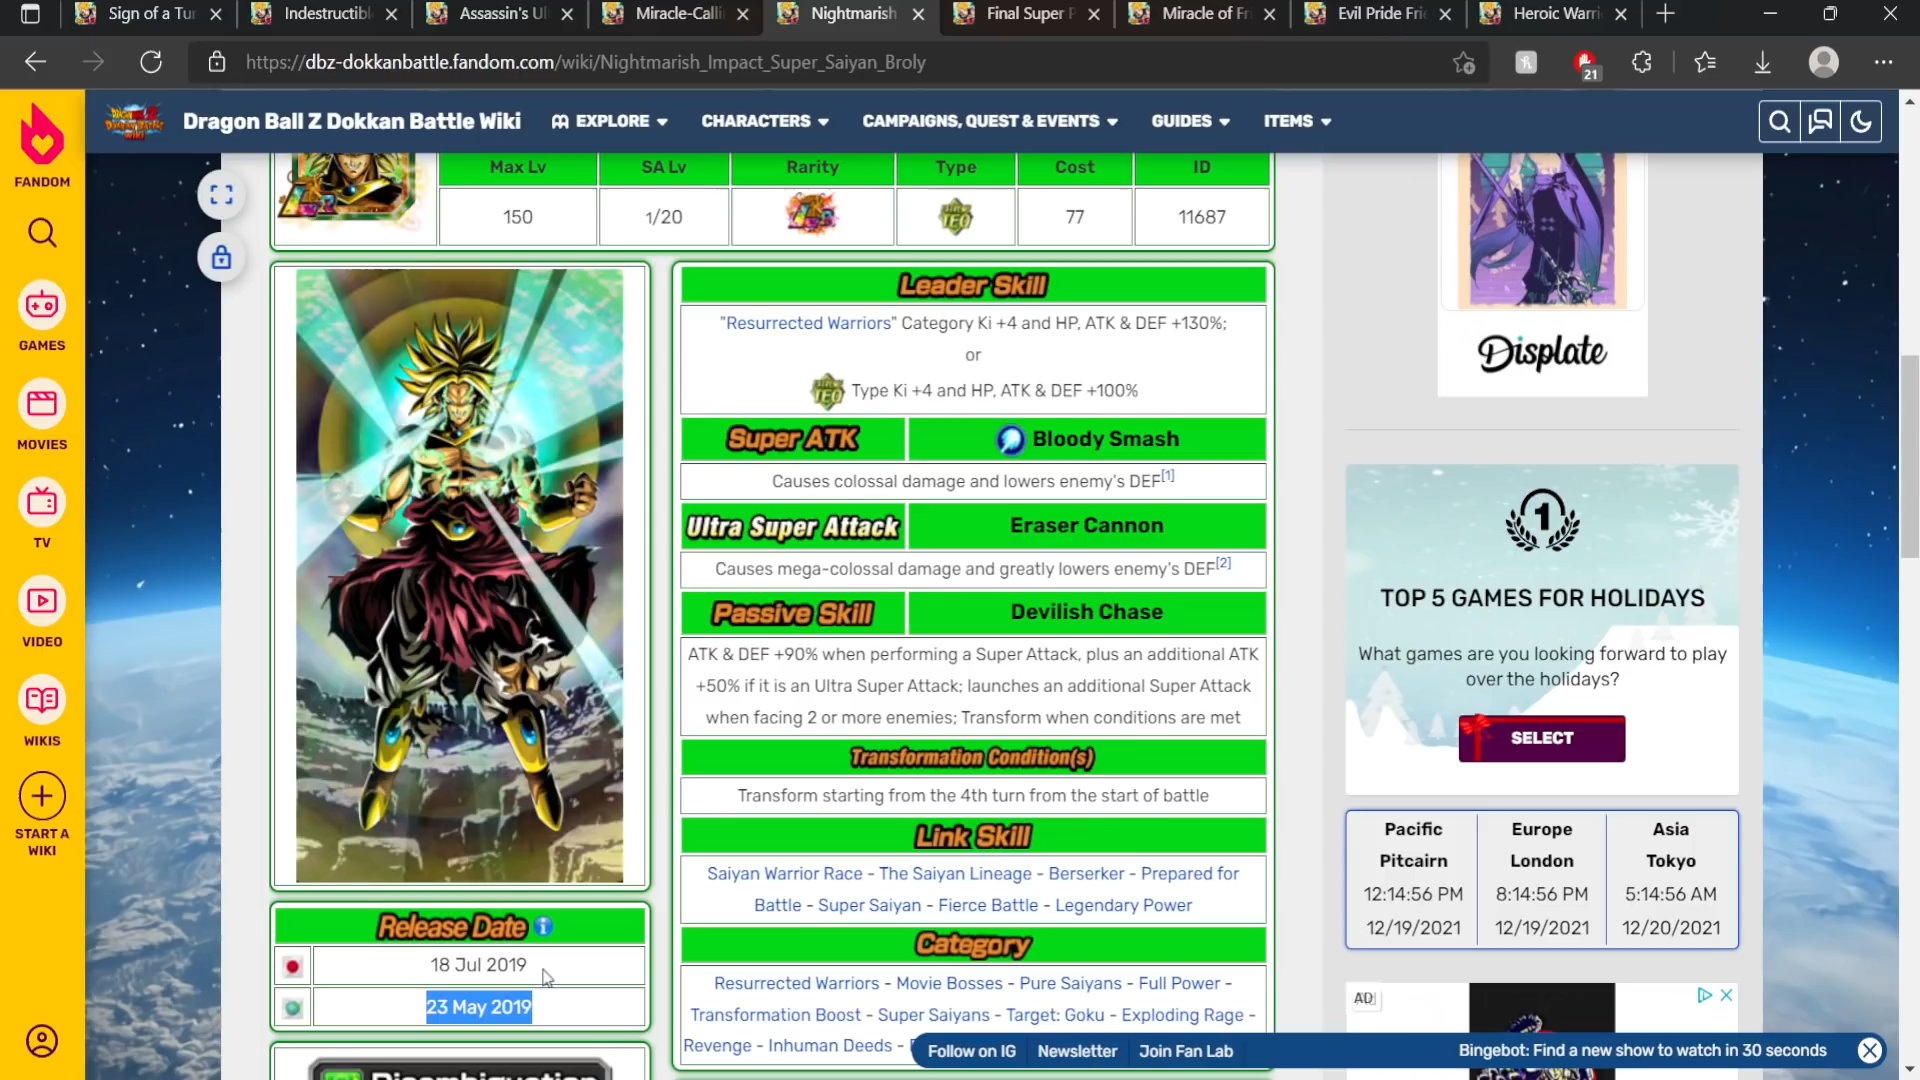 Sign of a Tur
Indestructibl
Assassin's Ul
Miracle-Calli
Nightmarish
Final Super P
Miracle of Fr
Evil Pride Fri
Heroic Warri
https://dbz-dokkanbattle.fandom.com/wiki/Nightmarish_Impact_Super_Saiyan_Broly
21
Dragon Ball Z Dokkan Battle Wiki
EXPLORE
CHARACTERS
CAMPAIGNS, QUEST & EVENTS
GUIDES
ITEMS
FANDOM
GAMES
MOVIES
TV
VIDEO
WIKIS
START A
WIKI
Max Lv
SA Lv
Rarity
Type
Cost
ID
150
1/20
77
11687
Leader Skill
"Resurrected Warriors" Category Ki +4 and HP, ATK & DEF +130%;
or
Type Ki +4 and HP, ATK & DEF +100%
Super ATK
Bloody Smash
Causes colossal damage and lowers enemy's DEF[1]
Ultra Super Attack
Eraser Cannon
Causes mega-colossal damage and greatly lowers enemy's DEF[2]
Passive Skill
Devilish Chase
ATK & DEF +90% when performing a Super Attack, plus an additional ATK
+50% if it is an Ultra Super Attack; launches an additional Super Attack
when facing 2 or more enemies; Transform when conditions are met
Transformation Condition(s)
Transform starting from the 4th turn from the start of battle
Link Skill
Saiyan Warrior Race - The Saiyan Lineage - Berserker - Prepared for
Battle - Super Saiyan - Fierce Battle - Legendary Power
Category
Resurrected Warriors - Movie Bosses - Pure Saiyans - Full Power -
Transformation Boost - Super Saiyans - Target: Goku - Exploding Rage -
Revenge - Inhuman Deeds -
Release Date
18 Jul 2019
23 May 2019
Disambiguation
Displate
1
TOP 5 GAMES FOR HOLIDAYS
What games are you looking forward to play
over the holidays?
SELECT
Pacific
Pitcairn
12:14:56 PM
12/19/2021
Europe
London
8:14:56 PM
12/19/2021
Asia
Tokyo
5:14:56 AM
12/20/2021
AD
Follow on IG
Newsletter
Join Fan Lab
Bingebot: Find a new show to watch in 30 seconds